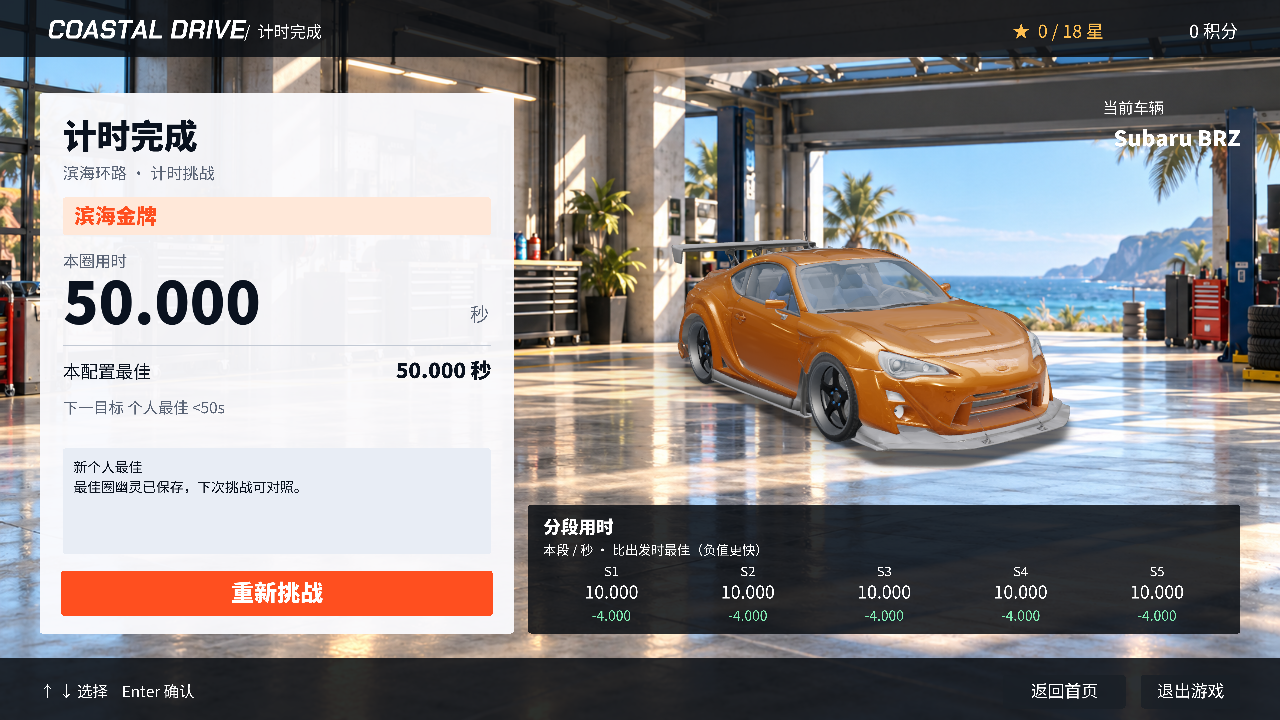 COASTAL DRIVE / 计时完成
★ 0 / 18 星
0 积分
计时完成
滨海环路 · 计时挑战
滨海金牌
本圈用时
50.000 秒
本配置最佳 50.000 秒
下一目标 个人最佳 <50s
新个人最佳
最佳圈幽灵已保存，下次挑战可对照。
重新挑战
当前车辆
Subaru BRZ
分段用时
本段 / 秒 · 比出发时最佳（负值更快）
S1 S2 S3 S4 S5
10.000 10.000 10.000 10.000 10.000
-4.000 -4.000 -4.000 -4.000 -4.000
↑ ↓ 选择 Enter 确认
返回首页
退出游戏